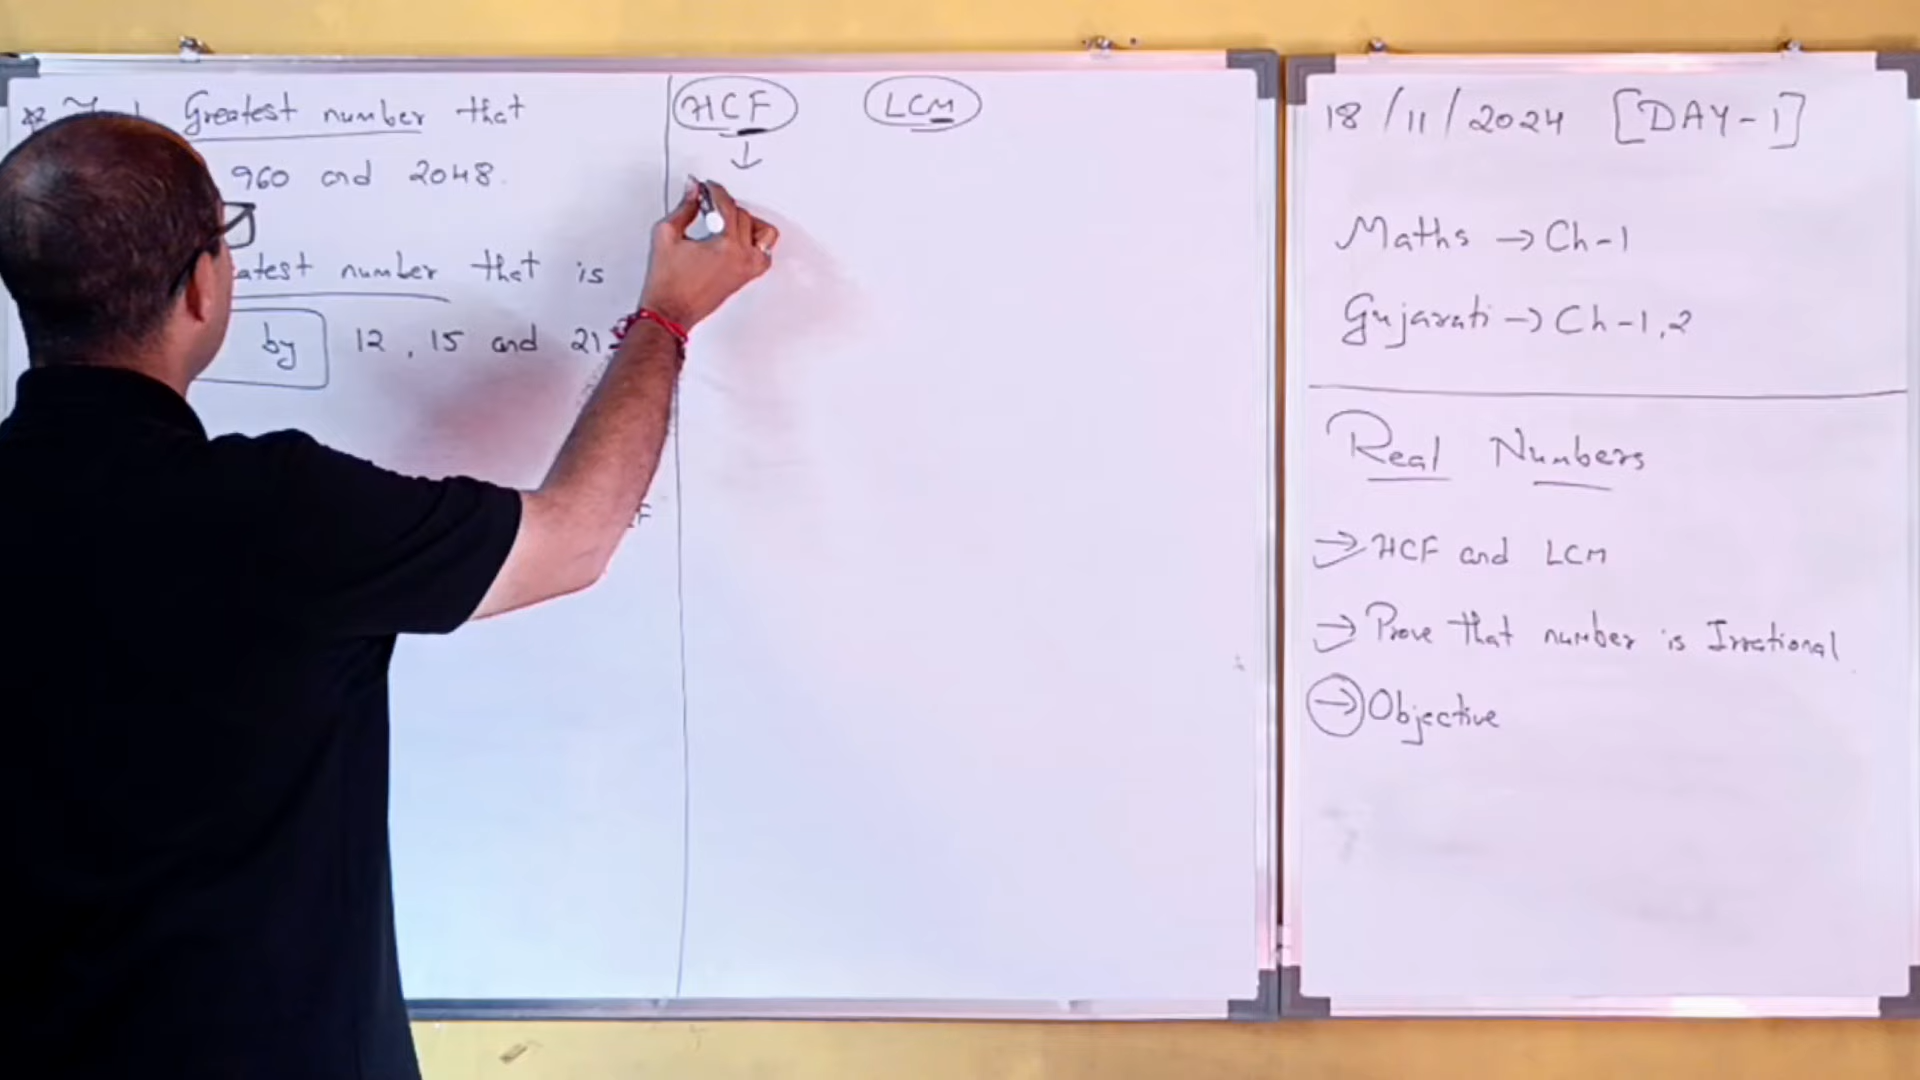 Greatest number that
960 and 2048.
atest number that is
by 12, 15 and 21
HCF LCM
↓
18/11/2024 [DAY-1]
Maths → Ch-1
Gujarati → Ch-1,2
Real Numbers
→ HCF and LCM
→ Prove that number is Irrational
→ Objective